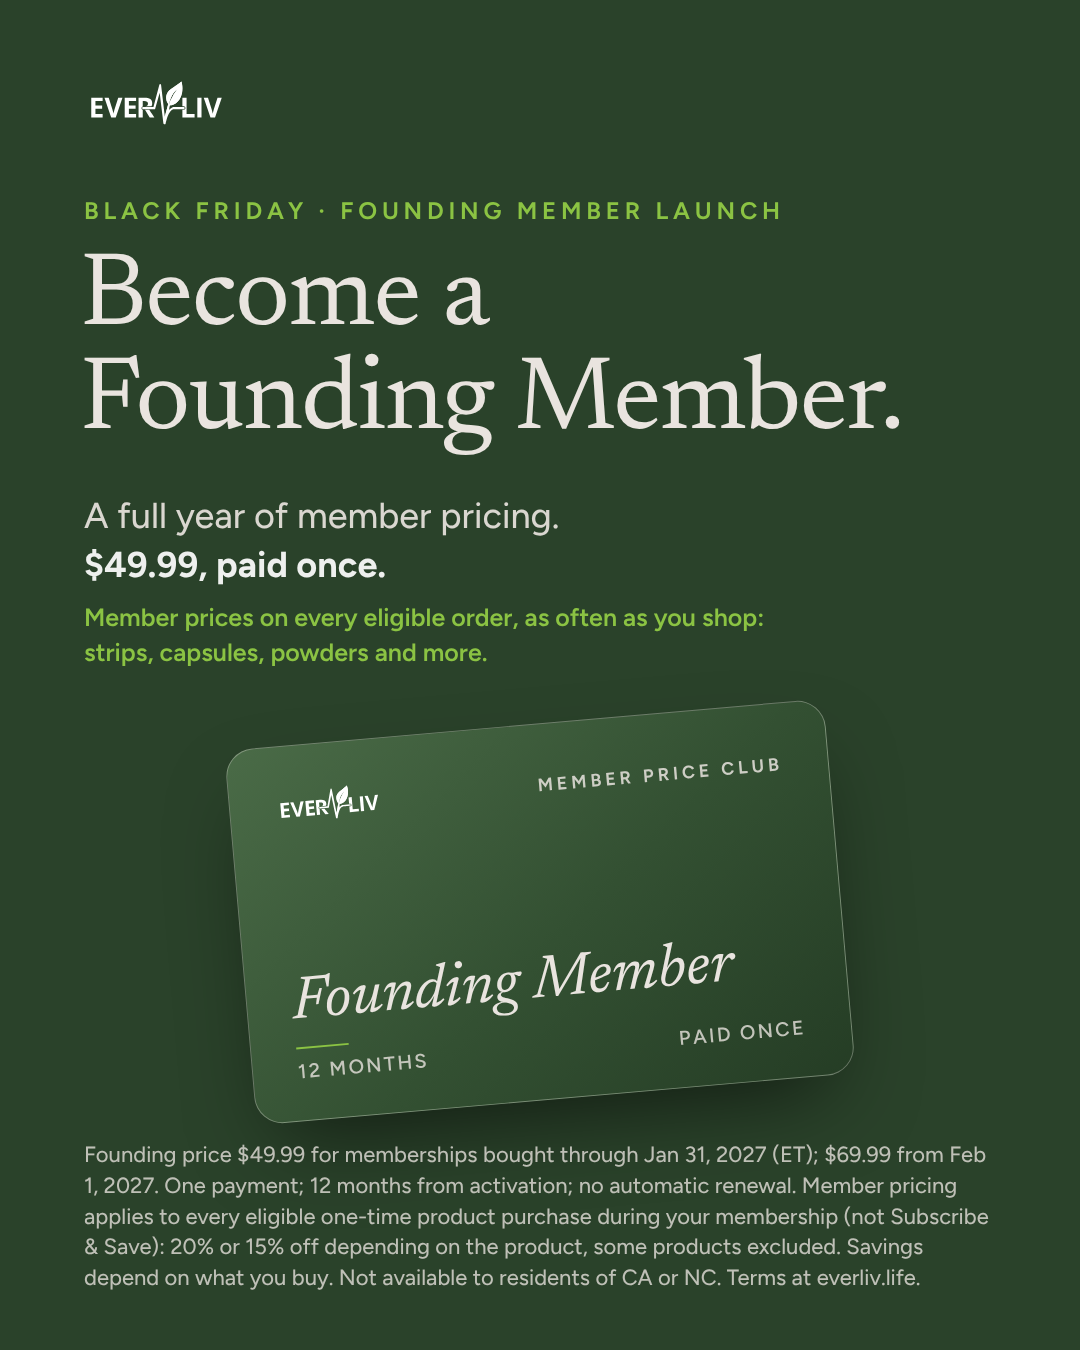 EVERLIV
BLACK FRIDAY · FOUNDING MEMBER LAUNCH
Become a
Founding Member.
A full year of member pricing.
$49.99, paid once.
Member prices on every eligible order, as often as you shop:
strips, capsules, powders and more.
EVERLIV
MEMBER PRICE CLUB
Founding Member
12 MONTHS
PAID ONCE
Founding price $49.99 for memberships bought through Jan 31, 2027 (ET); $69.99 from Feb
1, 2027. One payment; 12 months from activation; no automatic renewal. Member pricing
applies to every eligible one-time product purchase during your membership (not Subscribe
& Save): 20% or 15% off depending on the product, some products excluded. Savings
depend on what you buy. Not available to residents of CA or NC. Terms at everliv.life.